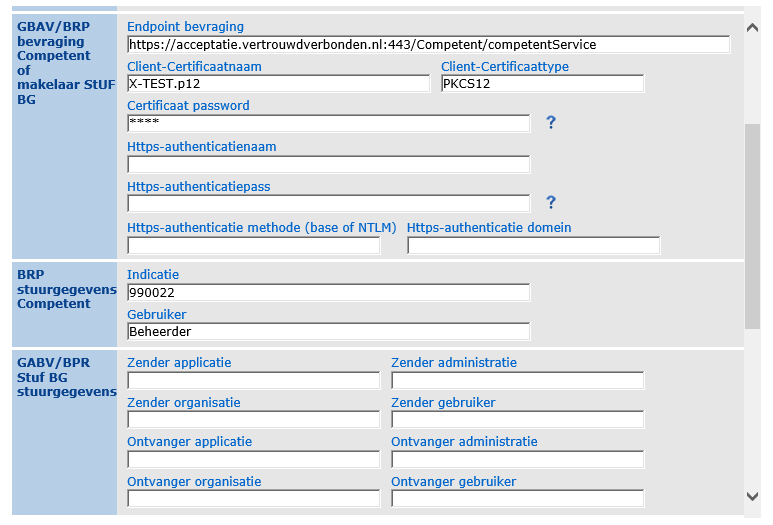 GBAV/BRP
bevraging
Competent
of
makelaar StUF
BG
Endpoint bevraging
https://acceptatie.vertrouwdverbonden.nl:443/Competent/competentService
Client-Certificaatnaam Client-Certificaattype
X-TEST.p12 PKCS12
Certificaat password
**** ?
Https-authenticatienaam
Https-authenticatiepass
?
Https-authenticatie methode (base of NTLM) Https-authenticatie domein
BRP
stuurgegevens
Competent
Indicatie
990022
Gebruiker
Beheerder
GABV/BPR
Stuf BG
stuurgegevens
Zender applicatie Zender administratie
Zender organisatie Zender gebruiker
Ontvanger applicatie Ontvanger administratie
Ontvanger organisatie Ontvanger gebruiker